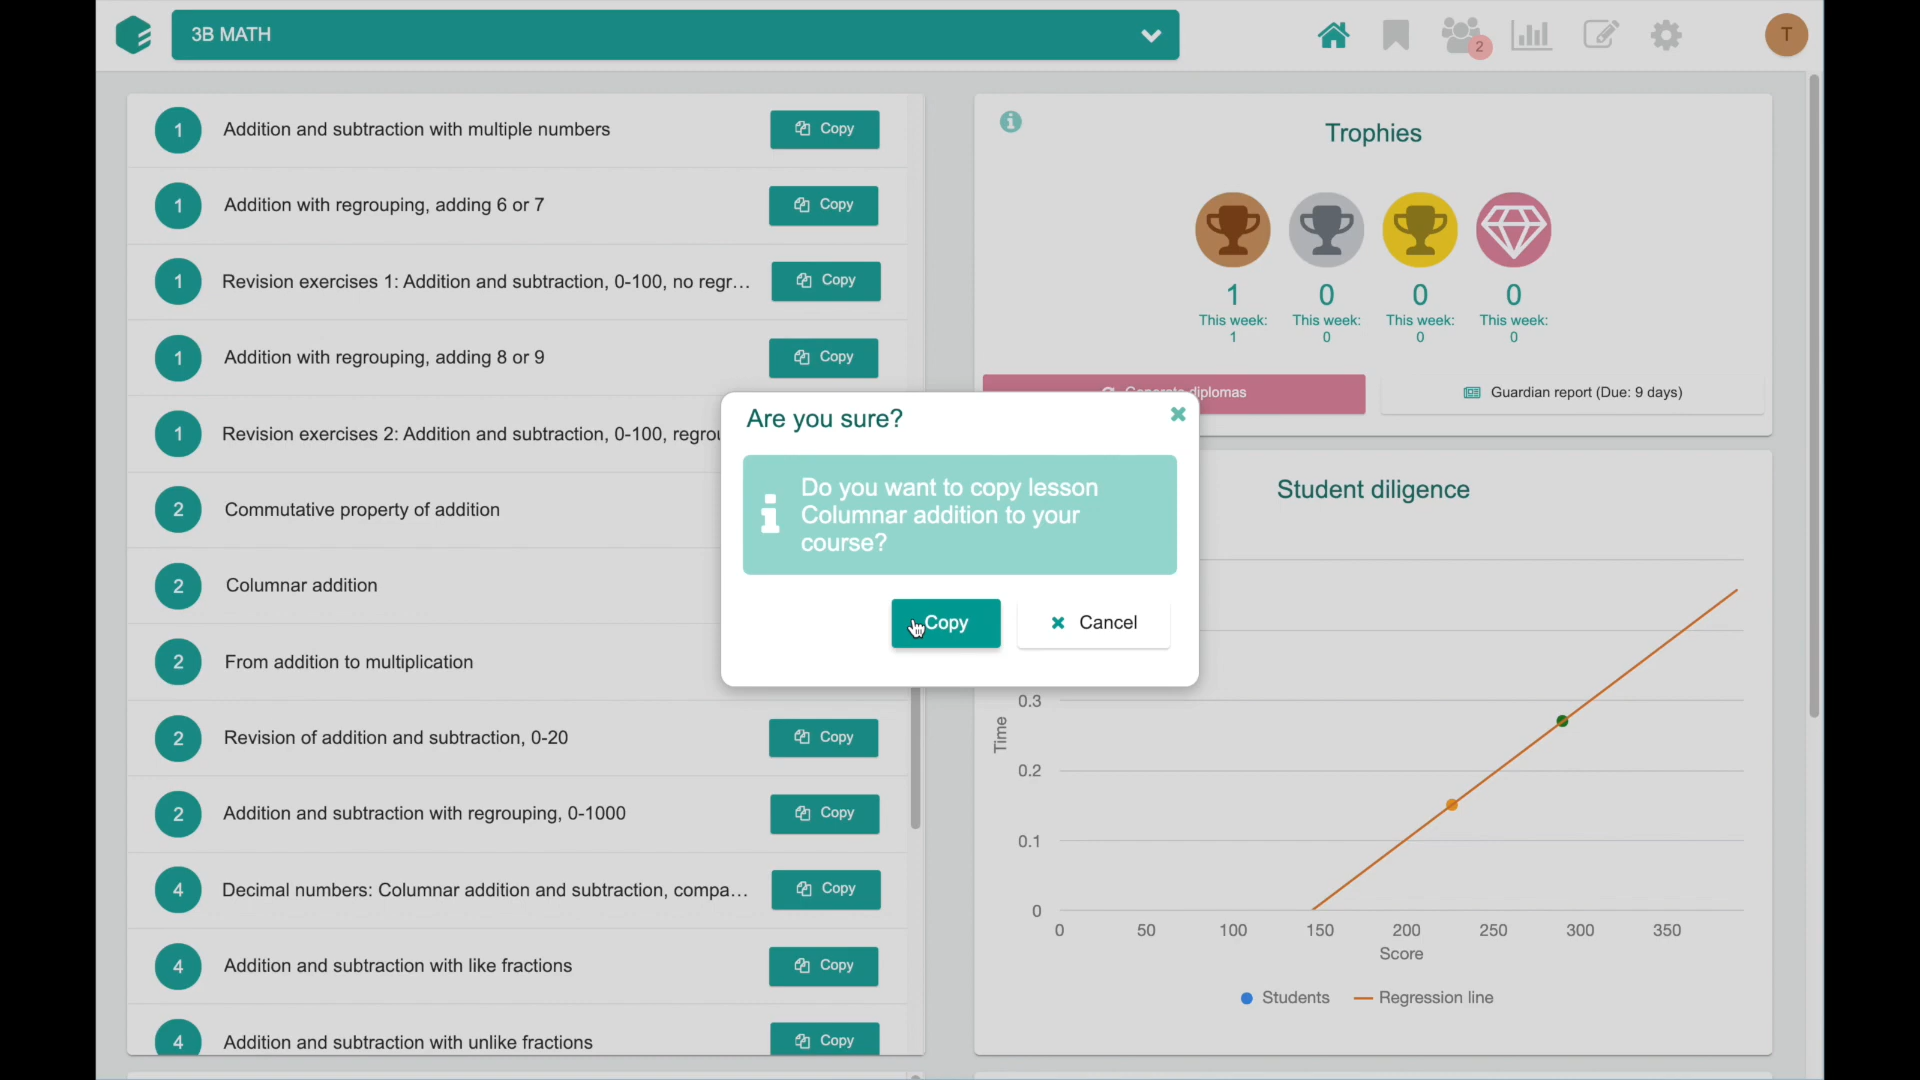 3B MATH
2
T
1 Addition and subtraction with multiple numbers Copy
1 Addition with regrouping, adding 6 or 7 Copy
1 Revision exercises 1: Addition and subtraction, 0-100, no regr... Copy
1 Addition with regrouping, adding 8 or 9 Copy
1 Revision exercises 2: Addition and subtraction, 0-100,
2 Commutative property of addition
2 Columnar addition
2 From addition to multiplication
2 Revision of addition and subtraction, 0-20 Copy
2 Addition and subtraction with regrouping, 0-1000 Copy
4 Decimal numbers: Columnar addition and subtraction, compa... Copy
4 Addition and subtraction with like fractions Copy
4 Addition and subtraction with unlike fractions Copy
Are you sure?
Do you want to copy lesson
Columnar addition to your
course?
Copy Cancel
Trophies
1 0 0 0
This week: This week: This week: This week:
1 0 0 0
Generate diplomas Guardian report (Due: 9 days)
Student diligence
Time
0.3
0.2
0.1
0
0 50 100 150 200 250 300 350
Score
Students Regression line